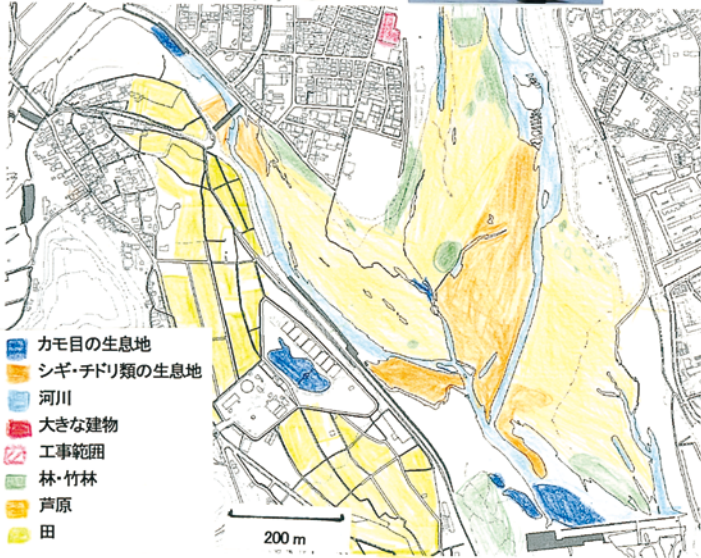 カモ目の生息地
シギ・チドリ類の生息地
河川
大きな建物
工事範囲
林・竹林
芦原
田
200 m